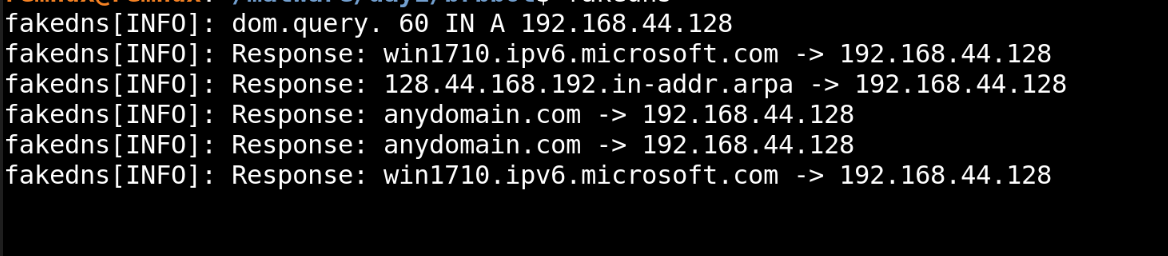 fakedns[INFO]: dom.query. 60 IN A 192.168.44.128
fakedns[INFO]: Response: win1710.ipv6.microsoft.com -> 192.168.44.128
fakedns[INFO]: Response: 128.44.168.192.in-addr.arpa -> 192.168.44.128
fakedns[INFO]: Response: anydomain.com -> 192.168.44.128
fakedns[INFO]: Response: anydomain.com -> 192.168.44.128
fakedns[INFO]: Response: win1710.ipv6.microsoft.com -> 192.168.44.128